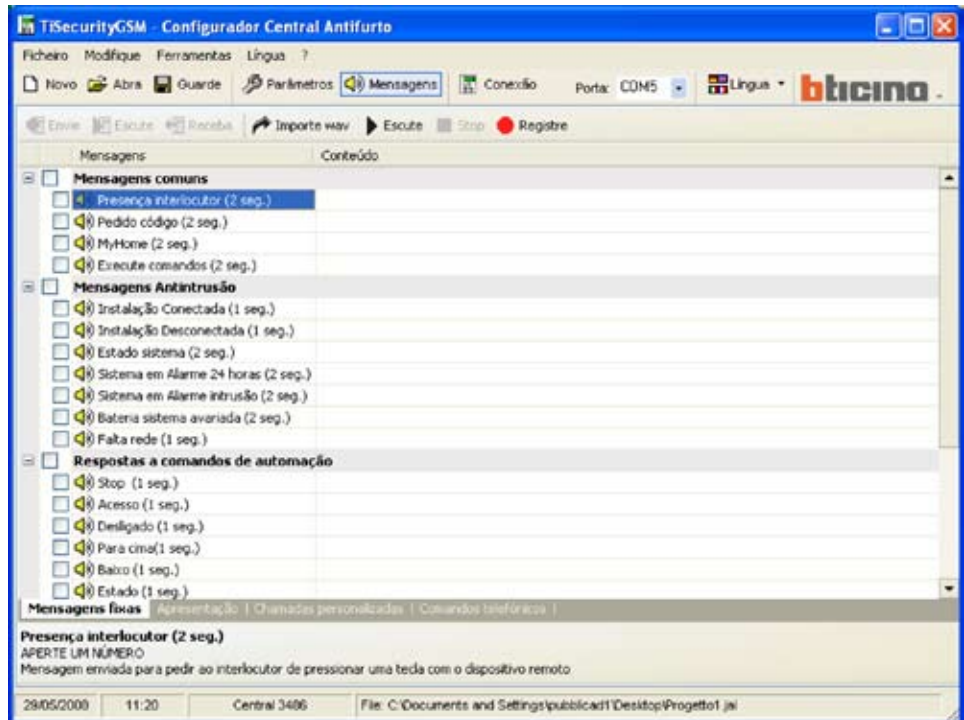 TiSecurityGSM - Configurador Central Antifurto
Ficheiro Modifique Ferramentas Língua ?
Novo Abra Guarde Parâmetros Mensagens Conexão Porta: COM5 Língua bticino
Envie Escute Receba Importe wav Escute Stop Registre
Mensagens Conteúdo
Mensagens comuns
Presença interlocutor (2 seg.)
Pedido código (2 seg.)
MyHome (2 seg.)
Execute comandos (2 seg.)
Mensagens Antintrusão
Instalação Conectada (1 seg.)
Instalação Desconectada (1 seg.)
Estado sistema (2 seg.)
Sistema em Alarme 24 horas (2 seg.)
Sistema em Alarme intrusão (2 seg.)
Bateria sistema avariada (2 seg.)
Falta rede (1 seg.)
Respostas a comandos de automação
Stop (1 seg.)
Acesso (1 seg.)
Desligado (1 seg.)
Para cima(1 seg.)
Baixo (1 seg.)
Estado (1 seg.)
Mensagens fixas Apresentação | Chamadas personalizadas | Comandos telefónicos |
Presença interlocutor (2 seg.)
APERTE UM NÚMERO
Mensagem enviada para pedir ao interlocutor de pressionar uma tecla com o dispositivo remoto
29/05/2008 11:20 Central 3486 File: C:\Documents and Settings\pubblicad1\Desktop\Progetto1.jal